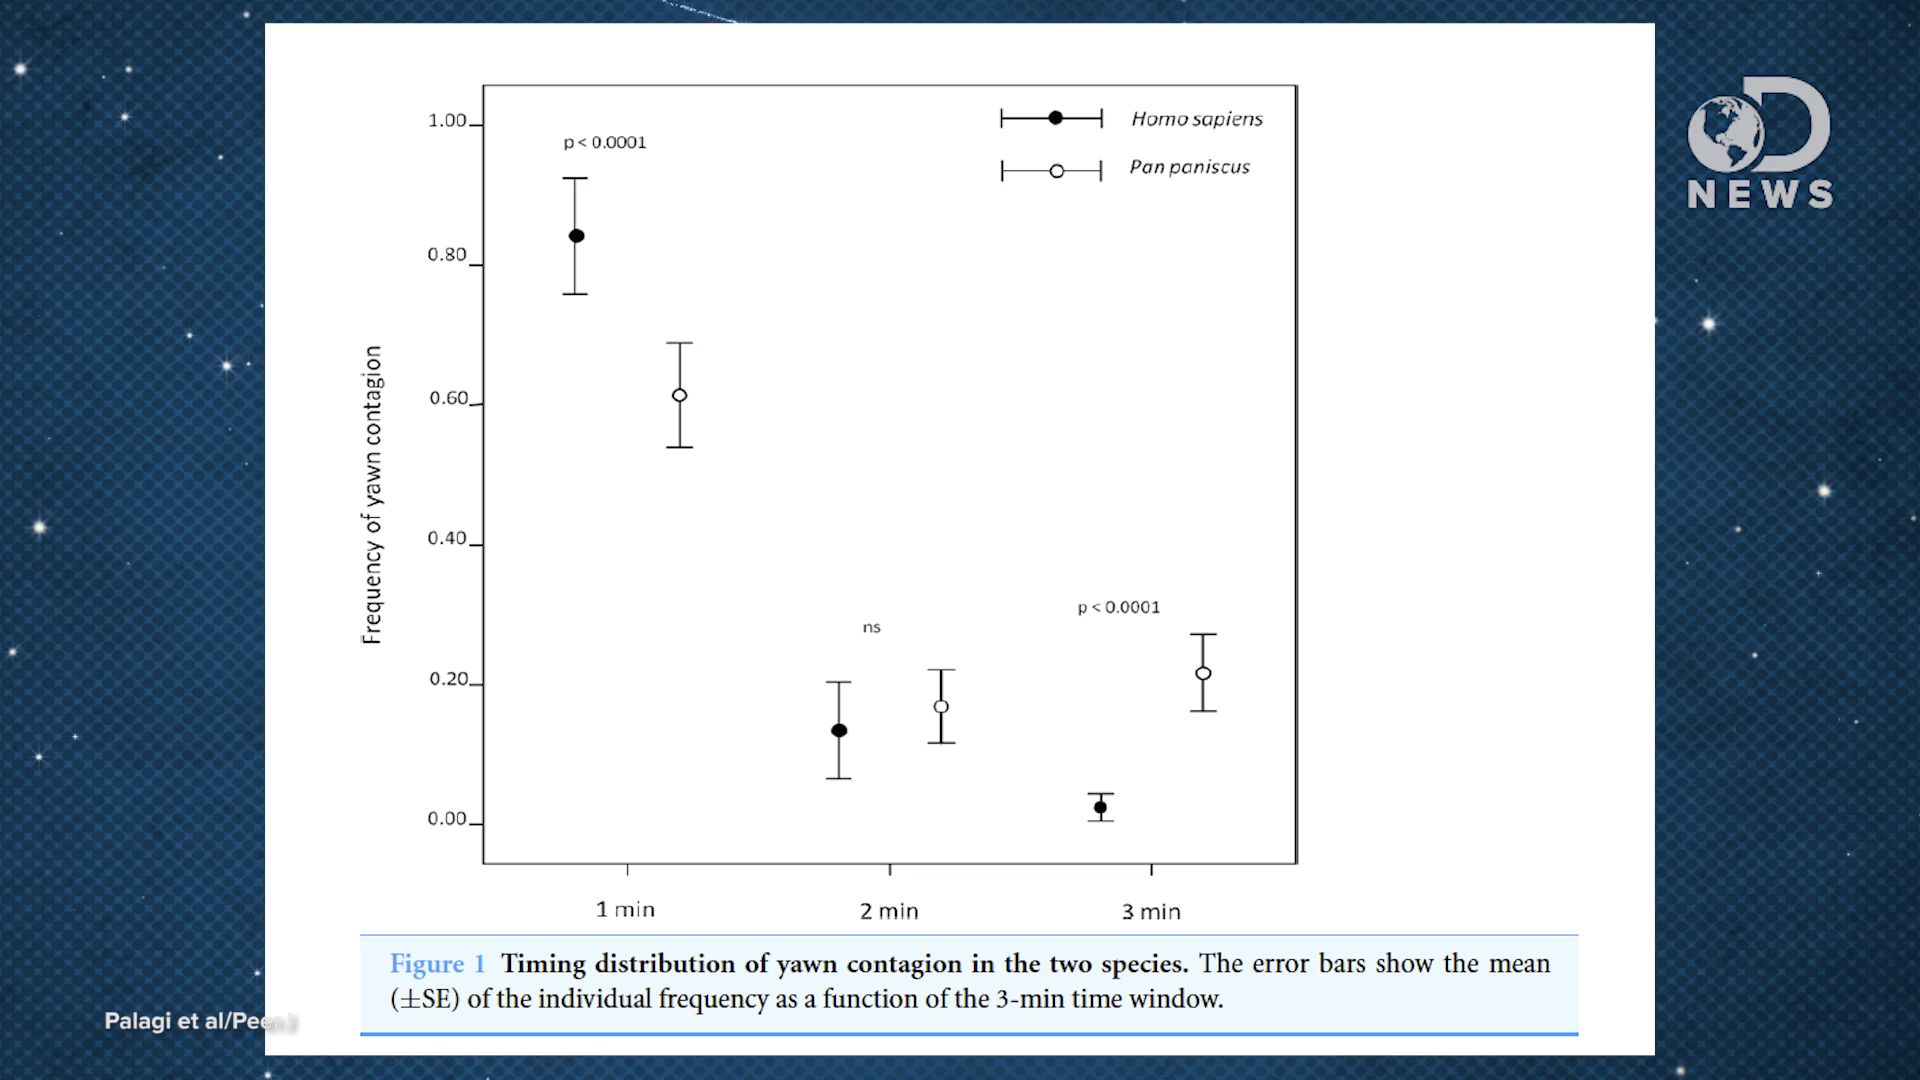 D
NEWS
1.00
0.80
0.60
0.40
0.20
0.00
Frequency of yawn contagion
Homo sapiens
Pan paniscus
p < 0.0001
ns
p < 0.0001
1 min
2 min
3 min
Figure 1 Timing distribution of yawn contagion in the two species. The error bars show the mean
(±SE) of the individual frequency as a function of the 3-min time window.
Palagi et al/PeerJ